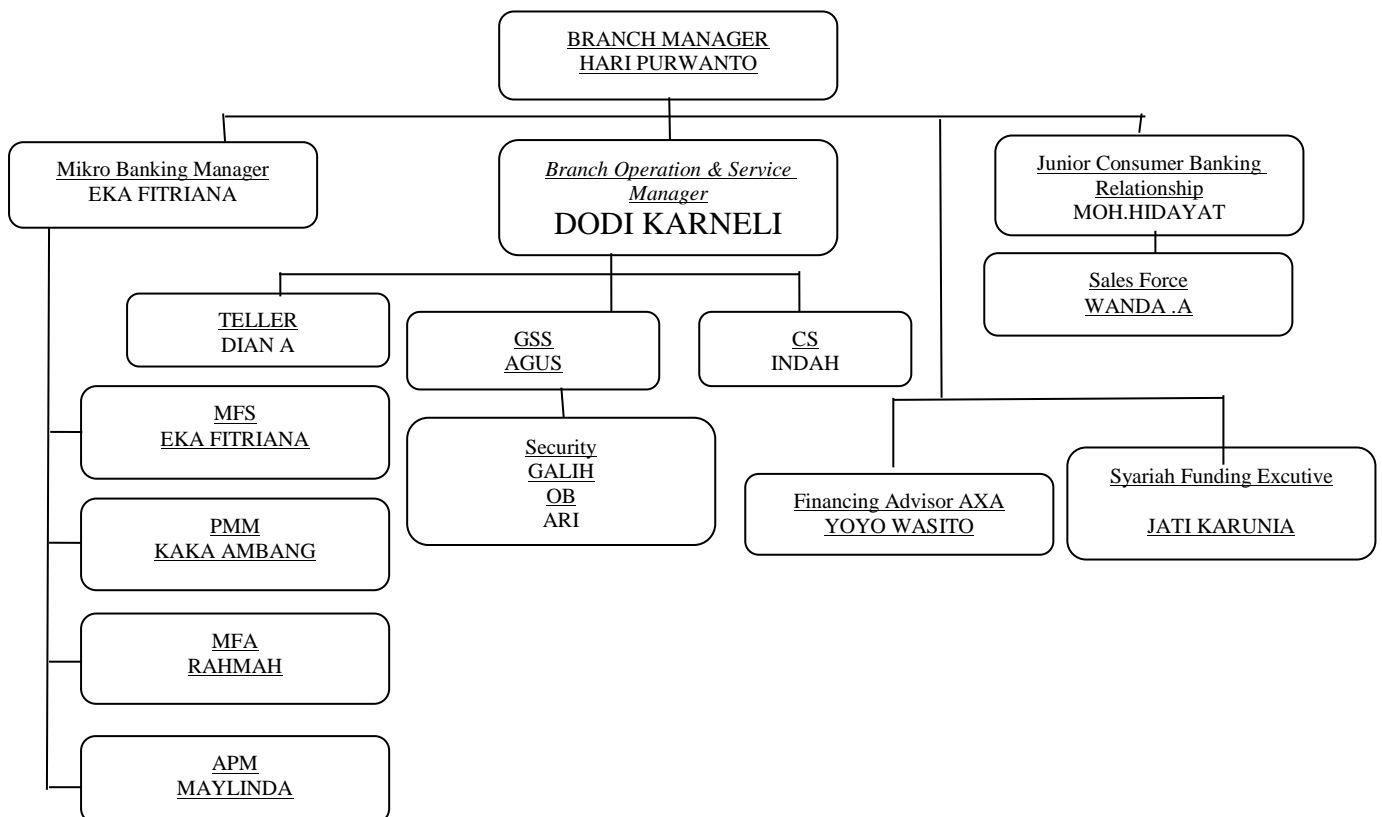 BRANCH MANAGER
HARI PURWANTO
Mikro Banking Manager
EKA FITRIANA
Branch Operation & Service
Manager
DODI KARNELI
Junior Consumer Banking
Relationship
MOH.HIDAYAT
Sales Force
WANDA .A
TELLER
DIAN A
GSS
AGUS
CS
INDAH
MFS
EKA FITRIANA
Security
GALIH
OB
ARI
Financing Advisor AXA
YOYO WASITO
Syariah Funding Excutive
JATI KARUNIA
PMM
KAKA AMBANG
MFA
RAHMAH
APM
MAYLINDA